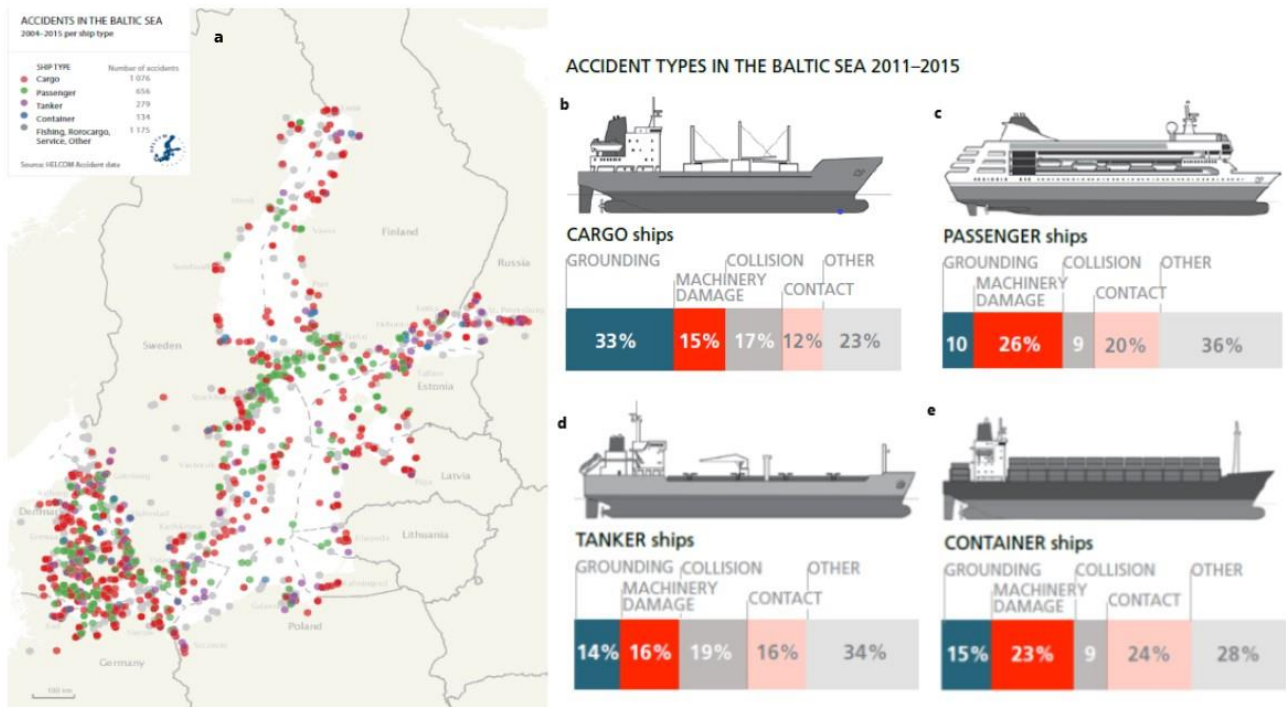 ACCIDENTS IN THE BALTIC SEA
2004–2015 per ship type
a
SHIP TYPE Number of accidents
Cargo 1 076
Passenger 656
Tanker 279
Container 134
Fishing, Rorocargo, 1 175
Service, Other
Source: HELCOM Accident data
Finland
Russia
St. Petersburg
Sweden
Estonia
Latvia
Lithuania
Poland
Germany
100 km
ACCIDENT TYPES IN THE BALTIC SEA 2011–2015
b
CARGO ships
GROUNDING COLLISION OTHER
MACHINERY
DAMAGE CONTACT
33% 15% 17% 12% 23%
c
PASSENGER ships
GROUNDING COLLISION OTHER
MACHINERY
DAMAGE CONTACT
10 26% 9 20% 36%
d
TANKER ships
GROUNDING COLLISION OTHER
MACHINERY
DAMAGE CONTACT
14% 16% 19% 16% 34%
e
CONTAINER ships
GROUNDING COLLISION OTHER
MACHINERY
DAMAGE CONTACT
15% 23% 9 24% 28%